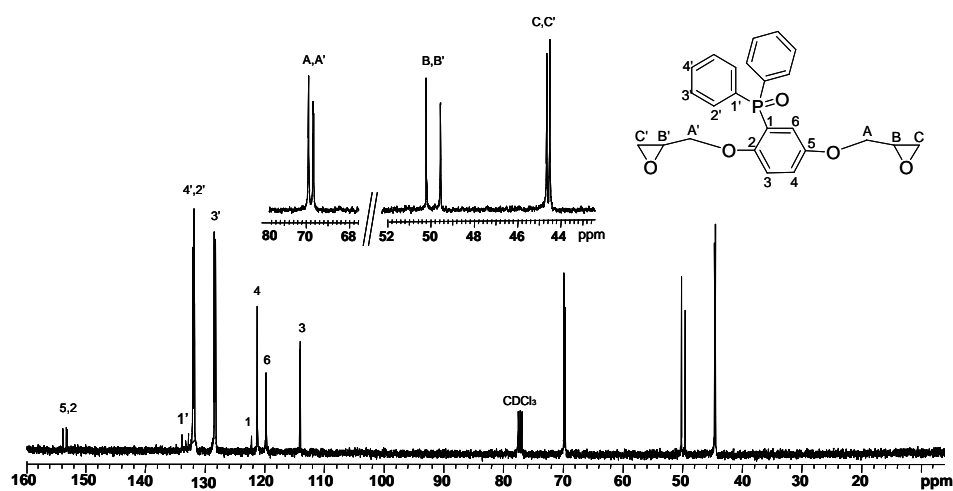 C,C'
A,A'
B,B'
80 70 68 52 50 48 46 44 ppm
4'
3'
2'
1'
P
O
1
6
C'
B'
A'
O
2
5
O
A
B
C
O
3
4
O
4',2'
3'
4
6
3
5,2
1'
1
CDCl3
160 150 140 130 120 110 100 90 80 70 60 50 40 30 20 ppm